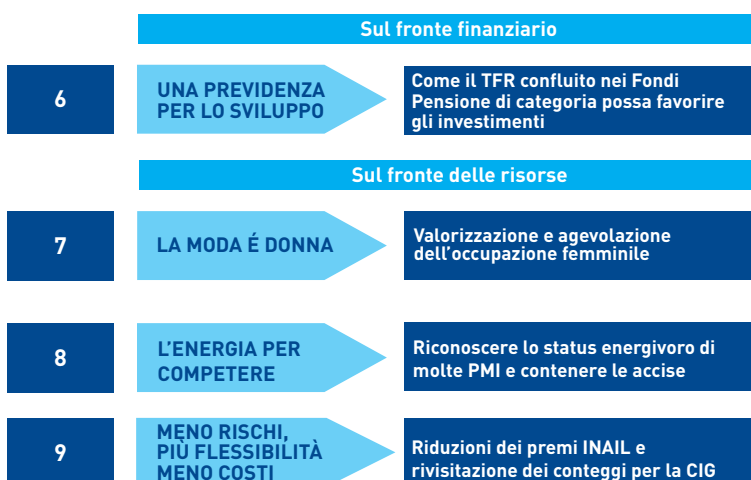 Sul fronte finanziario
6
UNA PREVIDENZA
PER LO SVILUPPO
Come il TFR confluito nei Fondi
Pensione di categoria possa favorire
gli investimenti
Sul fronte delle risorse
7
LA MODA É DONNA
Valorizzazione e agevolazione
dell'occupazione femminile
8
L'ENERGIA PER
COMPETERE
Riconoscere lo status energivoro di
molte PMI e contenere le accise
9
MENO RISCHI,
PIÙ FLESSIBILITÀ
MENO COSTI
Riduzioni dei premi INAIL e
rivisitazione dei conteggi per la CIG